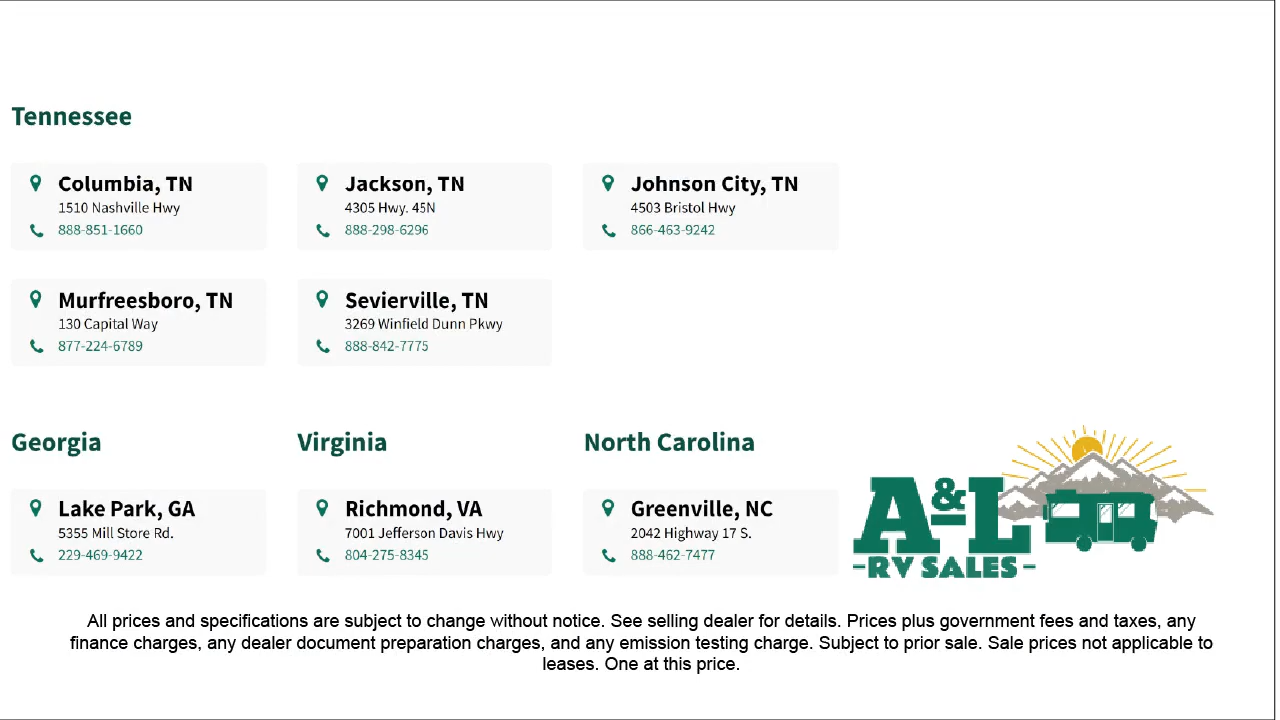 Tennessee
Columbia, TN
1510 Nashville Hwy
888-851-1660
Jackson, TN
4305 Hwy. 45N
888-298-6296
Johnson City, TN
4503 Bristol Hwy
866-463-9242
Murfreesboro, TN
130 Capital Way
877-224-6789
Sevierville, TN
3269 Winfield Dunn Pkwy
888-842-7775
Georgia
Lake Park, GA
5355 Mill Store Rd.
229-469-9422
Virginia
Richmond, VA
7001 Jefferson Davis Hwy
804-275-8345
North Carolina
Greenville, NC
2042 Highway 17 S.
888-462-7477
A&L
-RV SALES-
All prices and specifications are subject to change without notice. See selling dealer for details. Prices plus government fees and taxes, any
finance charges, any dealer document preparation charges, and any emission testing charge. Subject to prior sale. Sale prices not applicable to
leases. One at this price.